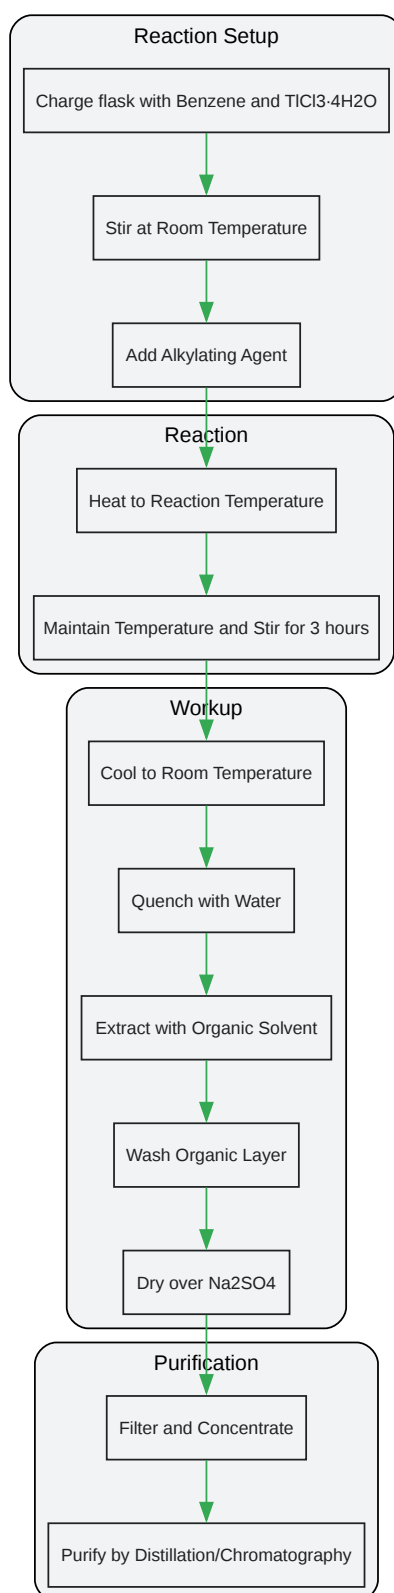 Reaction Setup
Charge flask with Benzene and TlCl3·4H2O
Stir at Room Temperature
Add Alkylating Agent
Reaction
Heat to Reaction Temperature
Maintain Temperature and Stir for 3 hours
Workup
Cool to Room Temperature
Quench with Water
Extract with Organic Solvent
Wash Organic Layer
Dry over Na2SO4
Purification
Filter and Concentrate
Purify by Distillation/Chromatography